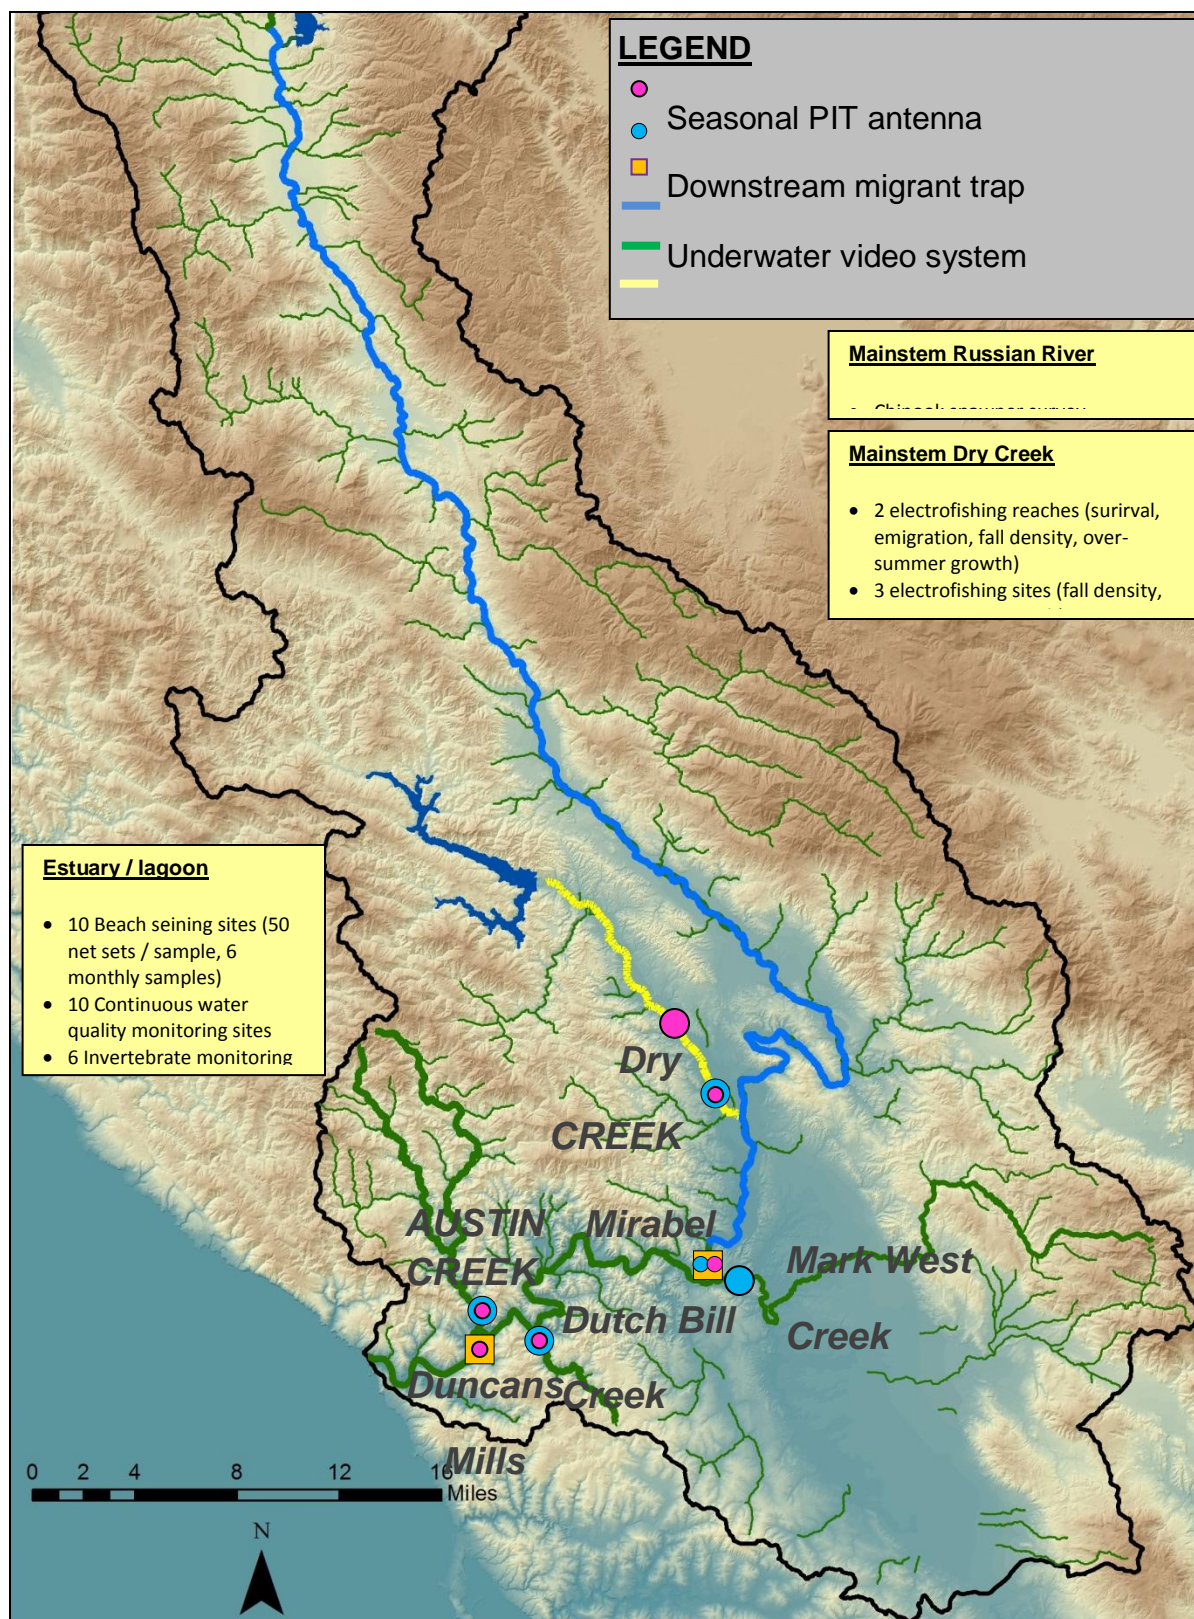 LEGEND
Seasonal PIT antenna
Downstream migrant trap
Underwater video system
Mainstem Russian River
• Chinook spawner survey
Mainstem Dry Creek
• 2 electrofishing reaches (surirval,
emigration, fall density, over-
summer growth)
• 3 electrofishing sites (fall density,
Estuary / lagoon
• 10 Beach seining sites (50
net sets / sample, 6
monthly samples)
• 10 Continuous water
quality monitoring sites
• 6 Invertebrate monitoring
Dry
CREEK
AUSTIN
CREEK
Mirabel
Mark West
Creek
Dutch Bill
Creek
Duncans
Mills
0 2 4 8 12 16
Miles
N